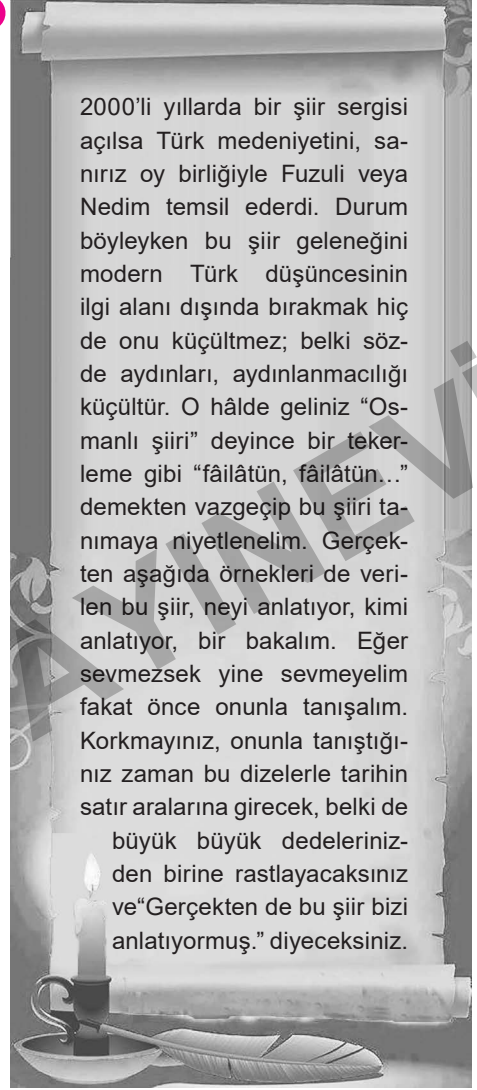 2000’li yıllarda bir şiir sergisi
açılsa Türk medeniyetini, sa-
nırız oy birliğiyle Fuzuli veya
Nedim temsil ederdi. Durum
böyleyken bu şiir geleneğini
modern Türk düşüncesinin
ilgi alanı dışında bırakmak hiç
de onu küçültmez; belki söz-
de aydınları, aydınlanmacılığı
küçültür. O hâlde geliniz “Os-
manlı şiiri” deyince bir teker-
leme gibi “fâilâtün, fâilâtün...”
demekten vazgeçip bu şiiri ta-
nımaya niyetlenelim. Gerçek-
ten aşağıda örnekleri de veri-
len bu şiir, neyi anlatıyor, kimi
anlatıyor, bir bakalım. Eğer
sevmezsek yine sevmeyelim
fakat önce onunla tanışalım.
Korkmayınız, onunla tanıştığı-
nız zaman bu dizelerle tarihin
satır aralarına girecek, belki de
büyük büyük dedeleriniz-
den birine rastlayacaksınız
ve“Gerçekten de bu şiir bizi
anlatıyormuş.” diyeceksiniz.
AYINEVİ